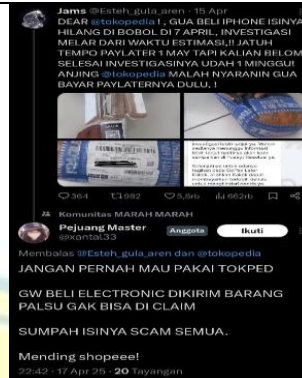 Jams @Esteh_gula_aren · 15 Apr
DEAR @tokopedia !, GUA BELI IPHONE ISINYA
HILANG DI BOBOL DI 7 APRIL, INVESTIGASI
MELAR DARI WAKTU ESTIMASI,!! JATUH
TEMPO PAYLATER 1 MAY TAPI KALIAN BELOM
SELESAI INVESTIGASINYA UDAH 1 MINGGU!
ANJING @tokopedia MALAH NYARANIN GUA
BAYAR PAYLATERNYA DULU, !
364 1.982 5,8rb 662rb
Komunitas MARAH MARAH
Pejuang Master
@xantal33
Anggota
Ikuti
Membalas @Esteh_gula_aren dan @tokopedia
JANGAN PERNAH MAU PAKAI TOKPED
GW BELI ELECTRONIC DIKIRIM BARANG
PALSU GAK BISA DI CLAIM
SUMPAH ISINYA SCAM SEMUA.
Mending shopeee!
22:42 · 17 Apr 25 · 20 Tayangan